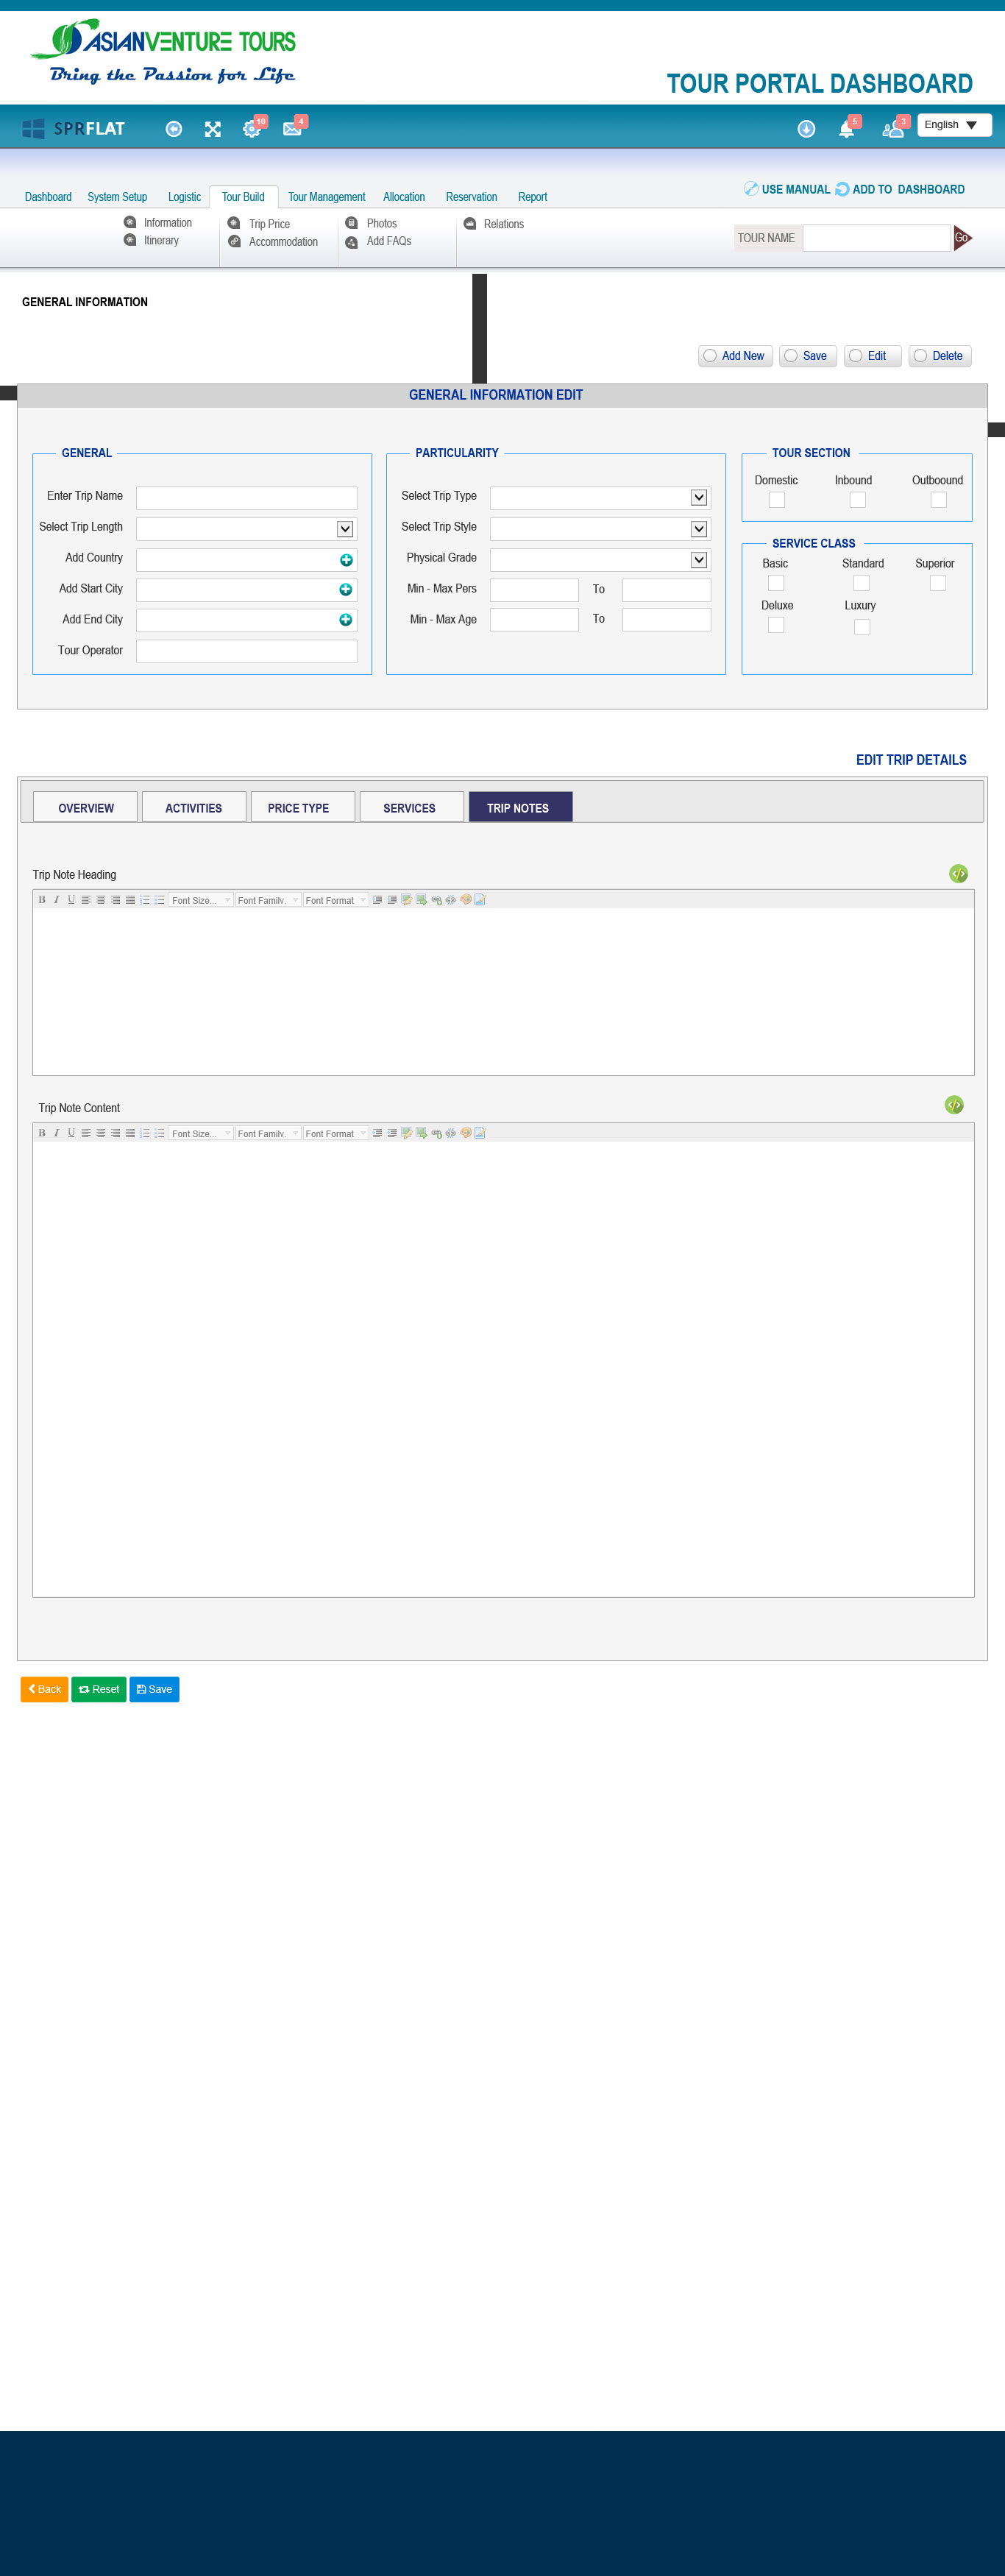 ASIANVENTURE TOURS
Bring the Passion for Life
TOUR PORTAL DASHBOARD
SPRFLAT 10 4 5 3 English
USE MANUAL ADD TO DASHBOARD
Dashboard System Setup Logistic Tour Build Tour Management Allocation Reservation Report
Information Trip Price Photos Relations
Itinerary Accommodation Add FAQs
TOUR NAME Go
GENERAL INFORMATION
Add New Save Edit Delete
GENERAL INFORMATION EDIT
GENERAL PARTICULARITY TOUR SECTION
Domestic Inbound Outboound
Enter Trip Name Select Trip Type
Select Trip Length Select Trip Style
SERVICE CLASS
Add Country Physical Grade Basic Standard Superior
Add Start City Min - Max Pers To
Deluxe Luxury
Add End City Min - Max Age To
Tour Operator
EDIT TRIP DETAILS
OVERVIEW ACTIVITIES PRICE TYPE SERVICES TRIP NOTES
Trip Note Heading
B I U Font Size... Font Family. Font Format
Trip Note Content
B I U Font Size... Font Family. Font Format
Back Reset Save